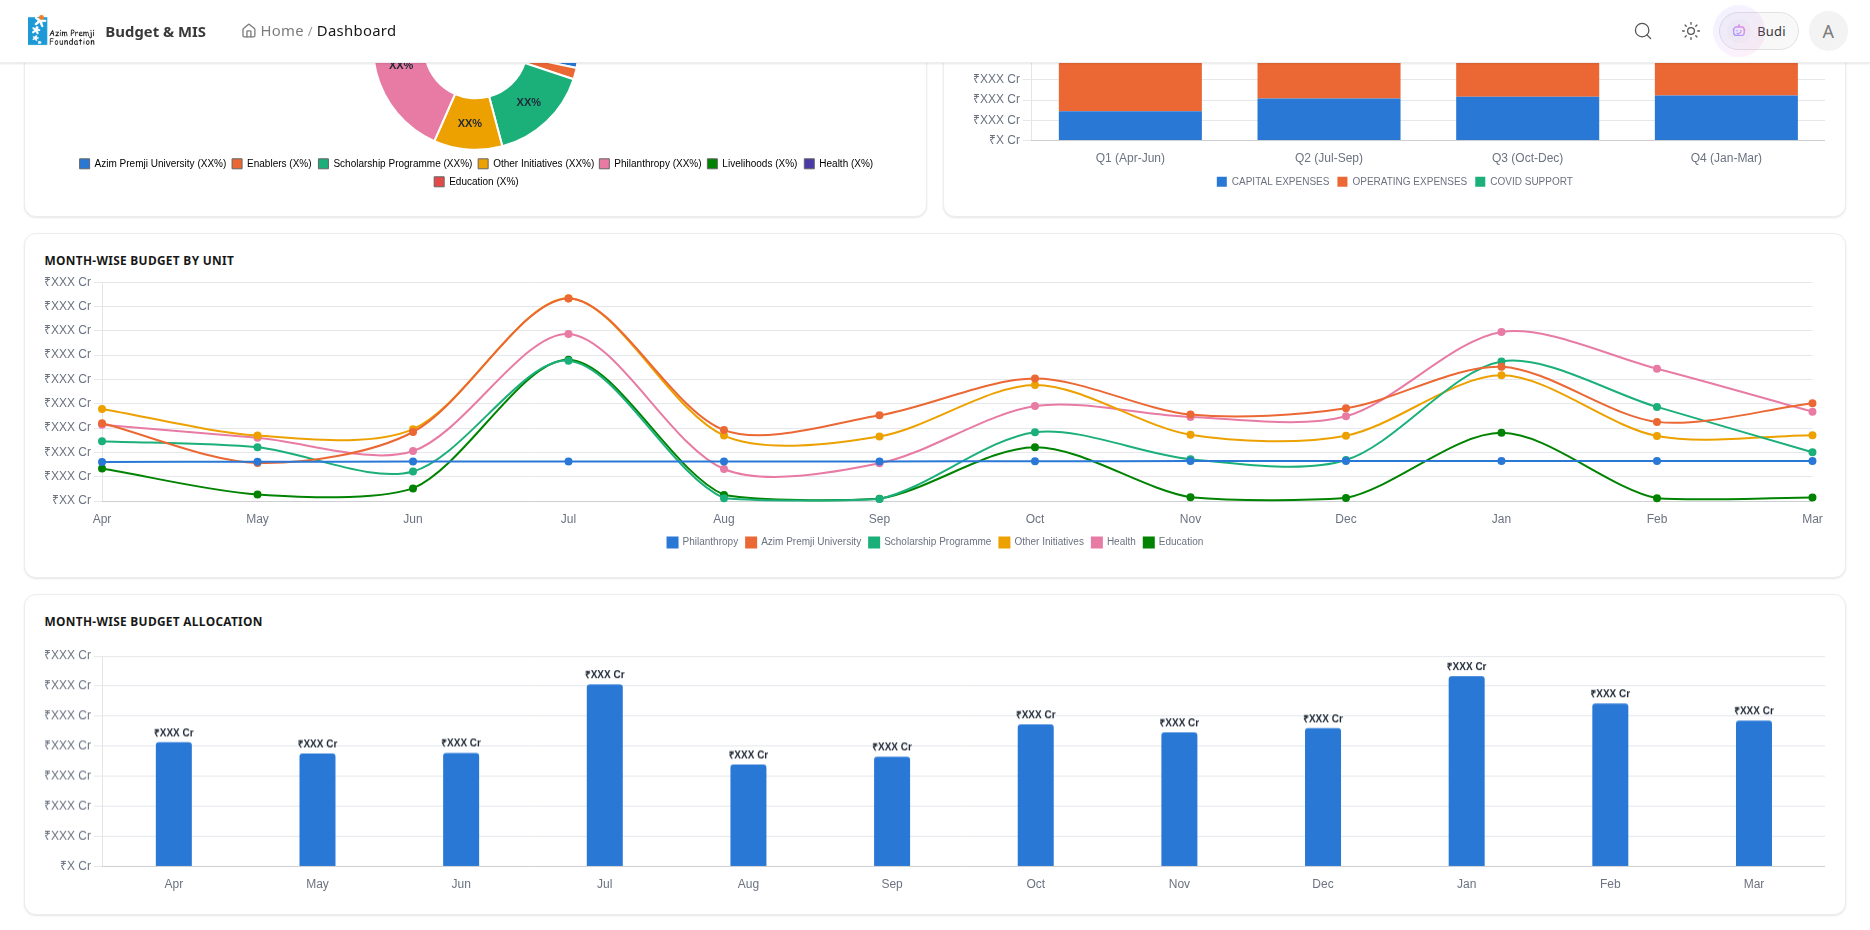 Azim Premji
Foundation
Budget & MIS
Home / Dashboard
Budi
A
XX%
XX%
XX%
Azim Premji University (XX%) Enablers (X%) Scholarship Programme (XX%) Other Initiatives (XX%) Philanthropy (XX%) Livelihoods (X%) Health (X%)
Education (X%)
₹XXX Cr
₹XXX Cr
₹XXX Cr
₹X Cr
Q1 (Apr-Jun) Q2 (Jul-Sep) Q3 (Oct-Dec) Q4 (Jan-Mar)
CAPITAL EXPENSES OPERATING EXPENSES COVID SUPPORT
MONTH-WISE BUDGET BY UNIT
₹XXX Cr
₹XXX Cr
₹XXX Cr
₹XXX Cr
₹XXX Cr
₹XXX Cr
₹XXX Cr
₹XXX Cr
₹XXX Cr
₹XX Cr
Apr May Jun Jul Aug Sep Oct Nov Dec Jan Feb Mar
Philanthropy Azim Premji University Scholarship Programme Other Initiatives Health Education
MONTH-WISE BUDGET ALLOCATION
₹XXX Cr
₹XXX Cr
₹XXX Cr
₹XXX Cr
₹XXX Cr
₹XXX Cr
₹XXX Cr
₹X Cr
₹XXX Cr ₹XXX Cr ₹XXX Cr ₹XXX Cr ₹XXX Cr ₹XXX Cr ₹XXX Cr ₹XXX Cr ₹XXX Cr ₹XXX Cr ₹XXX Cr ₹XXX Cr
Apr May Jun Jul Aug Sep Oct Nov Dec Jan Feb Mar